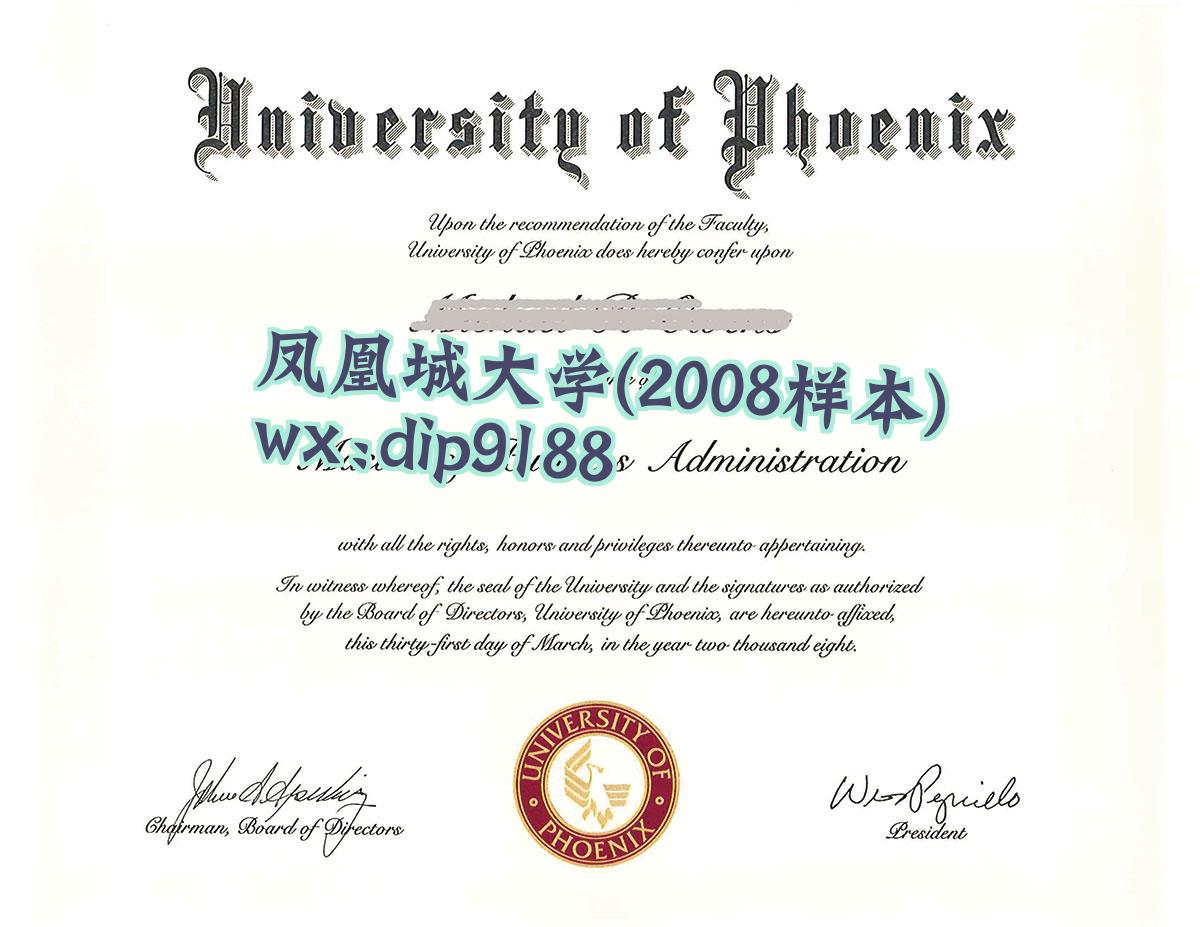 University of Phoenix
Upon the recommendation of the Faculty,
University of Phoenix does hereby confer upon
凤凰城大学(2008样本)
wx:dip9188
Administration
with all the rights, honors and privileges thereunto appertaining.
In witness whereof, the seal of the University and the signatures as authorized
by the Board of Directors, University of Phoenix, are hereunto affixed,
this thirty-first day of March, in the year two thousand eight.
UNIVERSITY OF PHOENIX
Chairman, Board of Directors
President